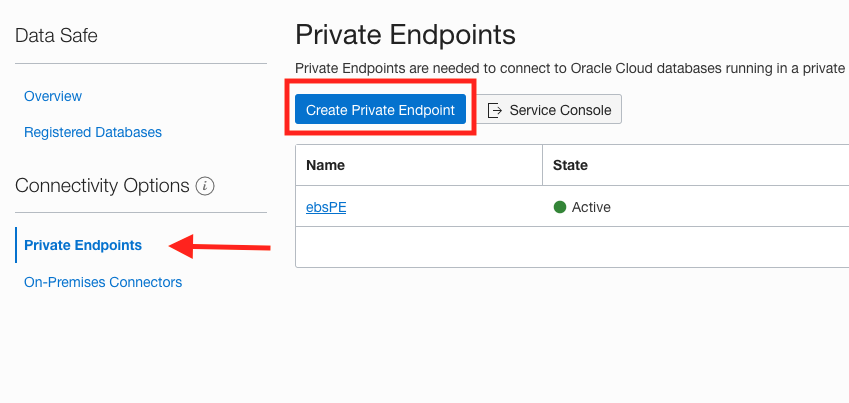 Data Safe
Overview
Registered Databases
Connectivity Options i
Private Endpoints
On-Premises Connectors
Private Endpoints
Private Endpoints are needed to connect to Oracle Cloud databases running in a private
Create Private Endpoint
Service Console
Name State
ebsPE Active